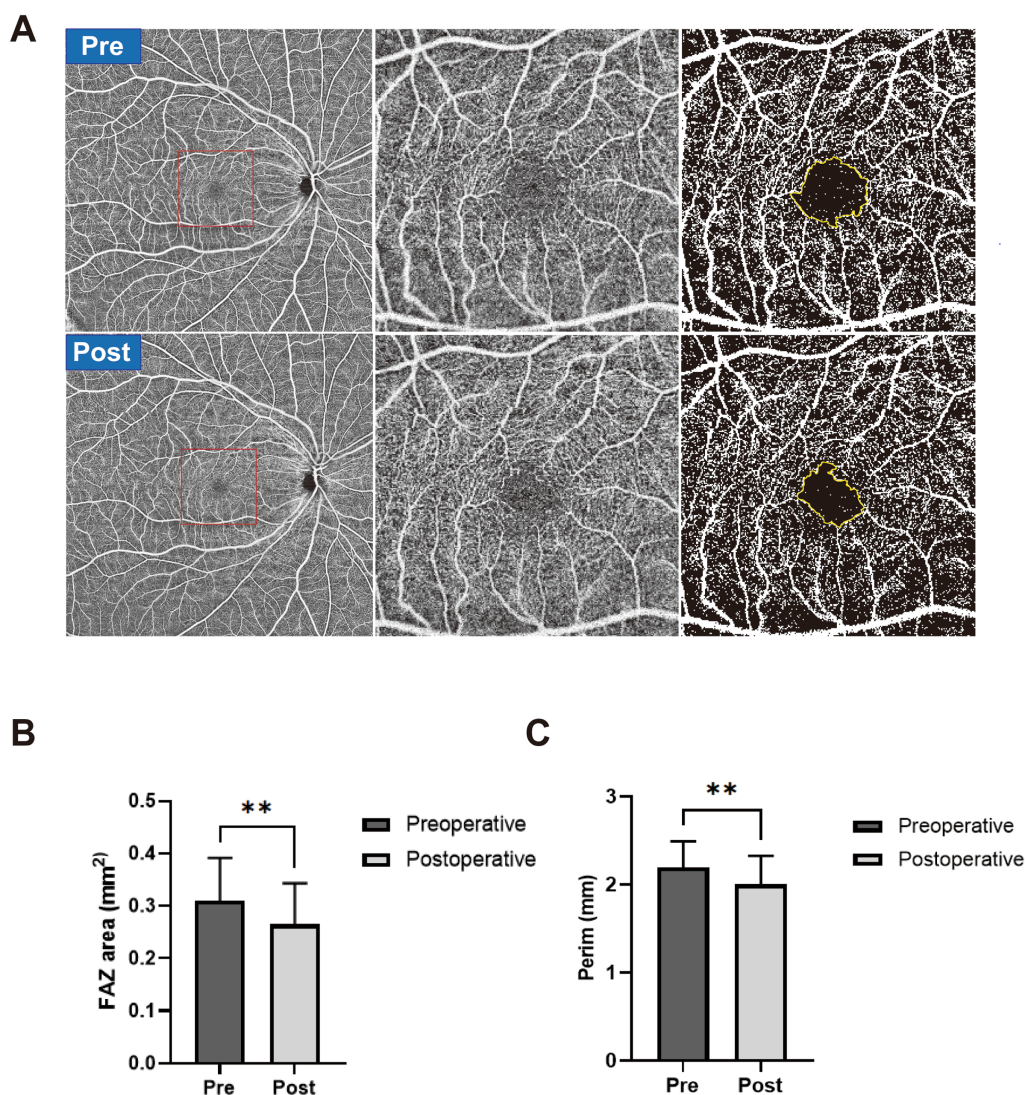 A
Pre
Post
B
C
0.5
0.4
0.3
0.2
0.1
0.0
FAZ area (mm²)
**
Pre
Post
Preoperative
Postoperative
3
2
1
0
Perim (mm)
**
Pre
Post
Preoperative
Postoperative